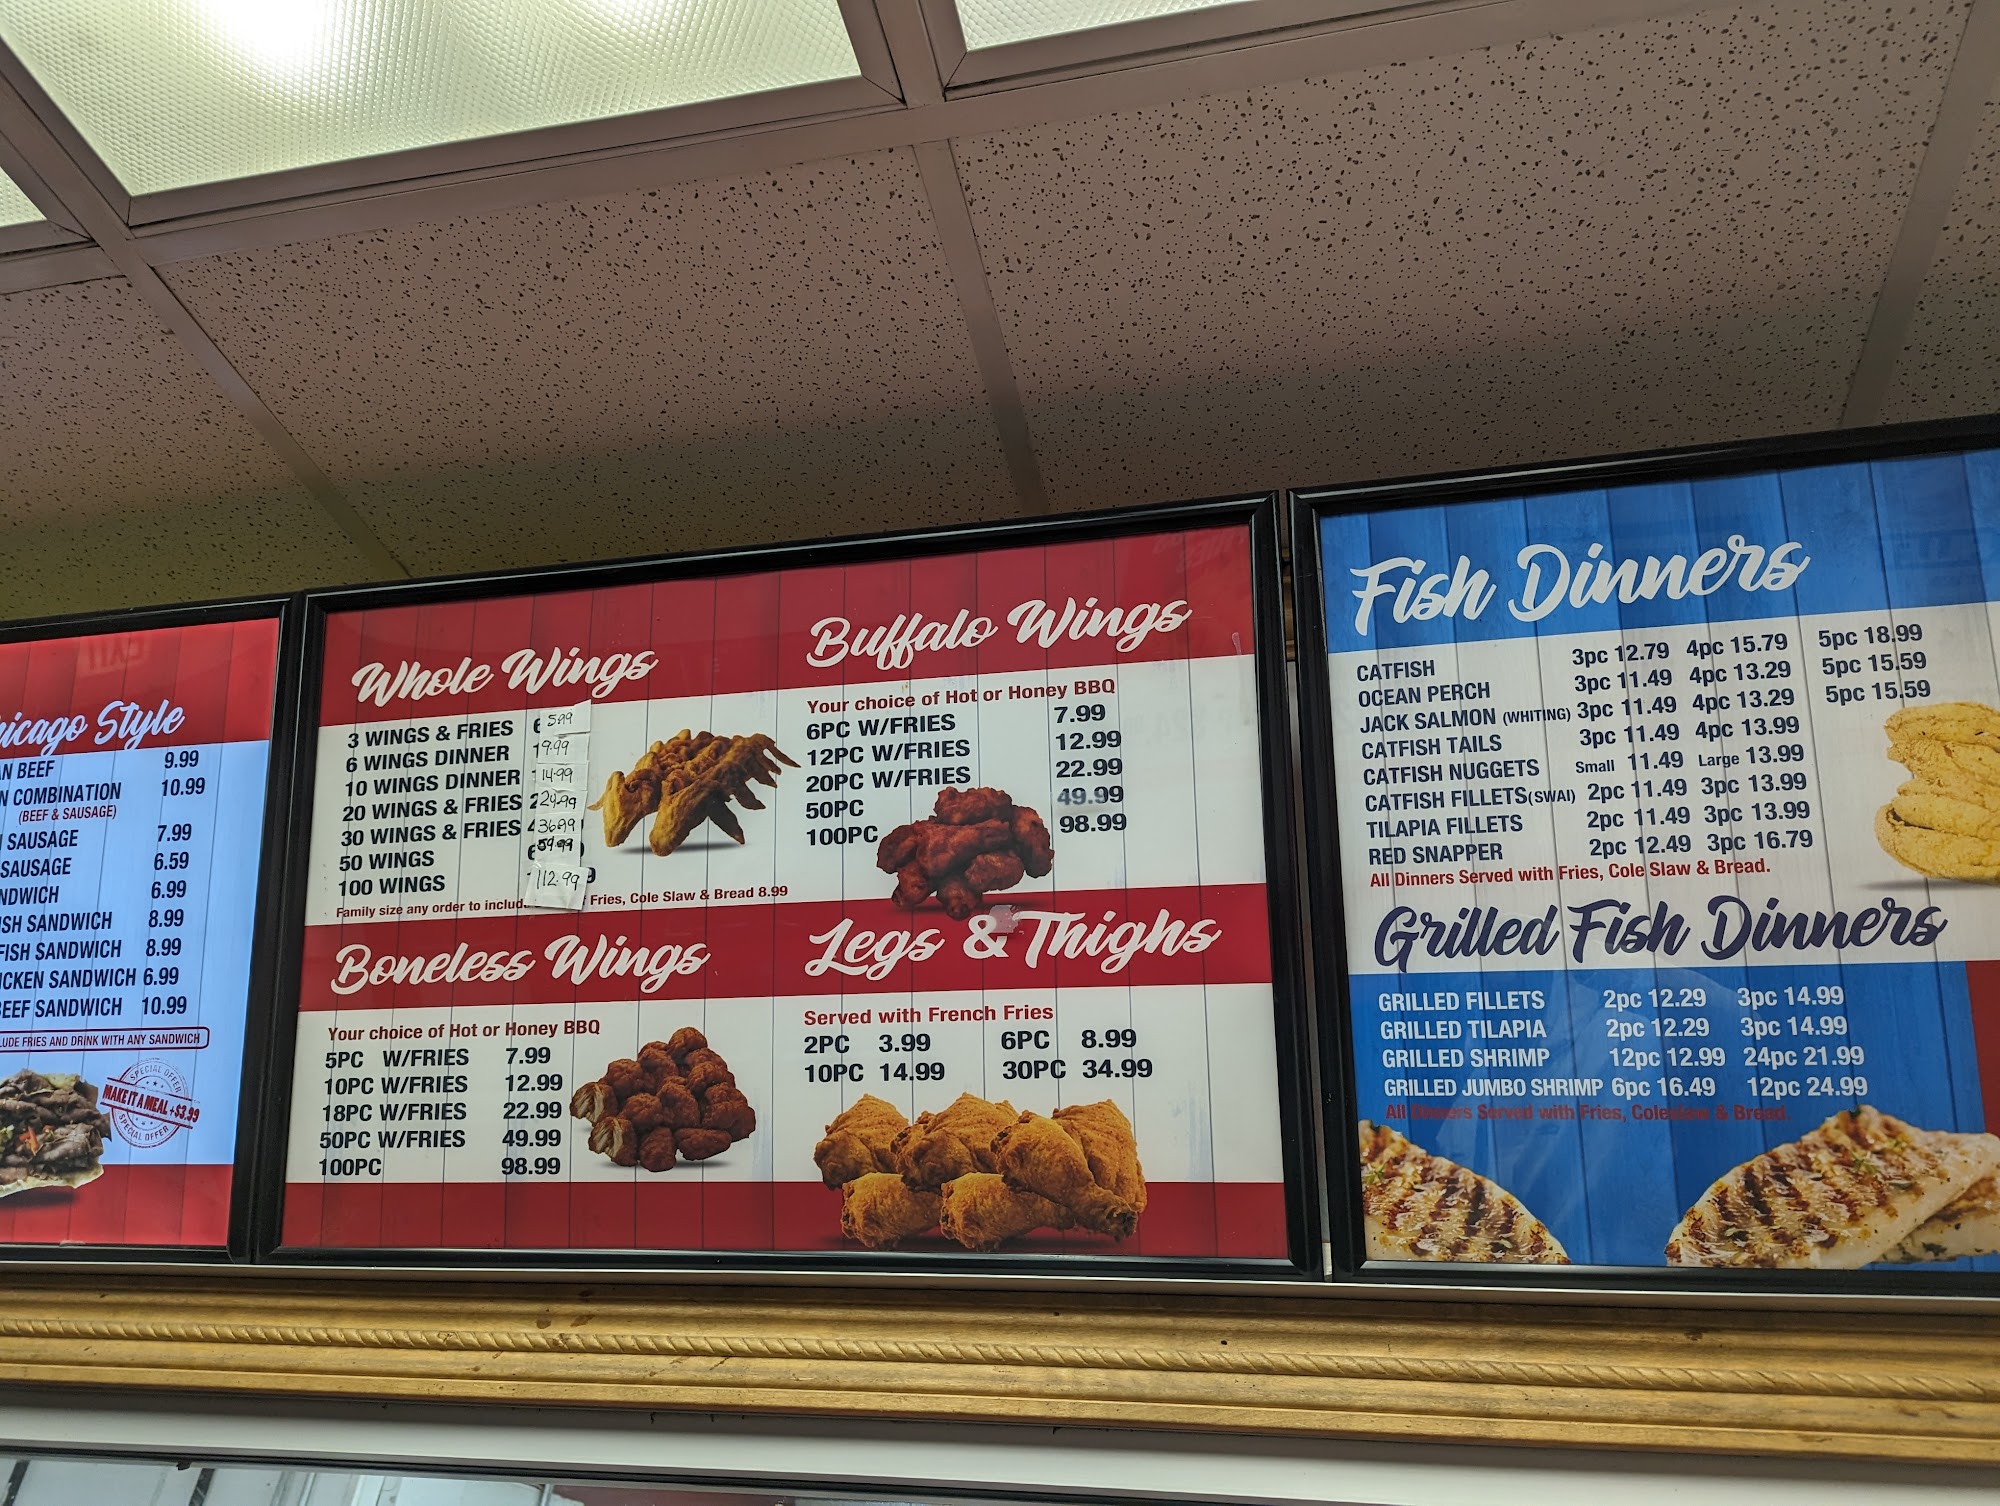 hicago Style
AN BEEF 9.99
N COMBINATION 10.99
(BEEF & SAUSAGE)
SAUSAGE 7.99
SAUSAGE 6.59
NDWICH 6.99
ISH SANDWICH 8.99
FISH SANDWICH 8.99
ICKEN SANDWICH 6.99
BEEF SANDWICH 10.99
LUDE FRIES AND DRINK WITH ANY SANDWICH
SPECIAL OFFER
MAKE IT A MEAL +$3.99
SPECIAL OFFER
Whole Wings
3 WINGS & FRIES 5.99
6 WINGS DINNER 9.99
10 WINGS DINNER 14.99
20 WINGS & FRIES 24.99
30 WINGS & FRIES 36.99
50 WINGS 59.99
100 WINGS 112.99
Family size any order to includ Fries, Cole Slaw & Bread 8.99
Buffalo Wings
Your choice of Hot or Honey BBQ
6PC W/FRIES 7.99
12PC W/FRIES 12.99
20PC W/FRIES 22.99
50PC 49.99
100PC 98.99
Boneless Wings
Your choice of Hot or Honey BBQ
5PC W/FRIES 7.99
10PC W/FRIES 12.99
18PC W/FRIES 22.99
50PC W/FRIES 49.99
100PC 98.99
Legs & Thighs
Served with French Fries
2PC 3.99 6PC 8.99
10PC 14.99 30PC 34.99
Fish Dinners
CATFISH 3pc 12.79 4pc 15.79 5pc 18.99
OCEAN PERCH 3pc 11.49 4pc 13.29 5pc 15.59
JACK SALMON (WHITING) 3pc 11.49 4pc 13.29 5pc 15.59
CATFISH TAILS 3pc 11.49 4pc 13.99
CATFISH NUGGETS Small 11.49 Large 13.99
CATFISH FILLETS(SWAI) 2pc 11.49 3pc 13.99
TILAPIA FILLETS 2pc 11.49 3pc 13.99
RED SNAPPER 2pc 12.49 3pc 16.79
All Dinners Served with Fries, Cole Slaw & Bread.
Grilled Fish Dinners
GRILLED FILLETS 2pc 12.29 3pc 14.99
GRILLED TILAPIA 2pc 12.29 3pc 14.99
GRILLED SHRIMP 12pc 12.99 24pc 21.99
GRILLED JUMBO SHRIMP 6pc 16.49 12pc 24.99
All Dinners Served with Fries, Coleslaw & Bread.